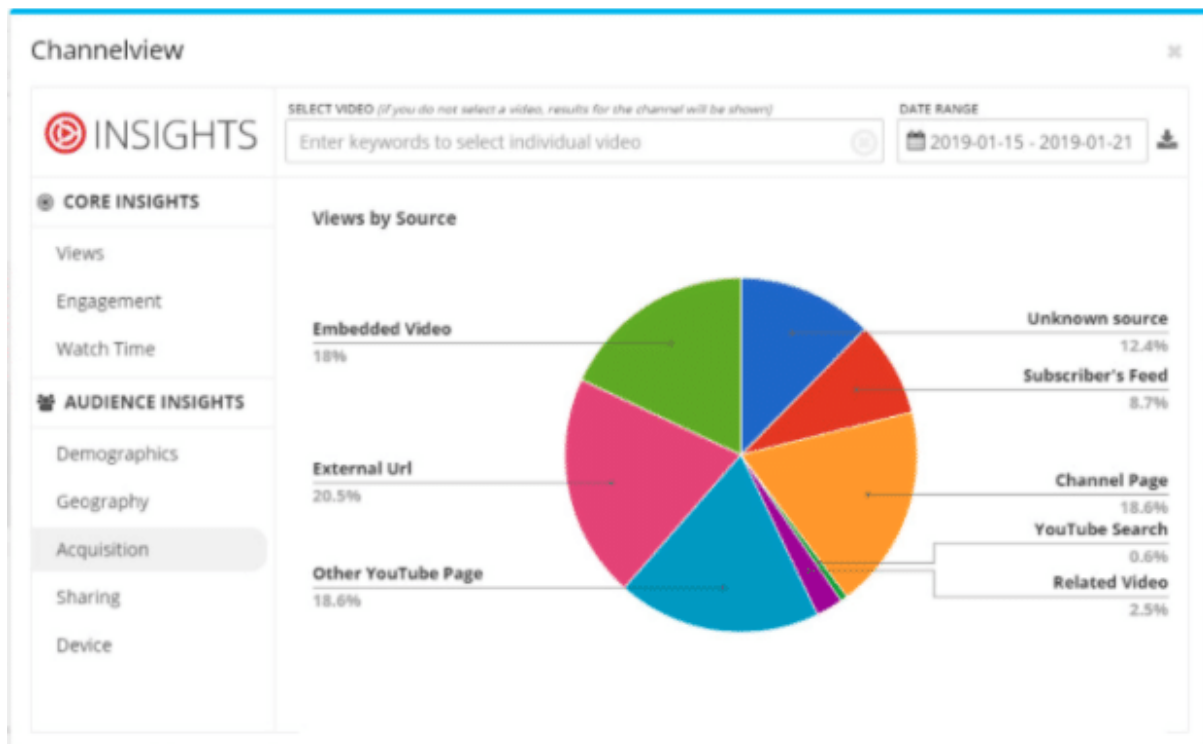 Channelview
INSIGHTS
SELECT VIDEO (if you do not select a video, results for the channel will be shown)
Enter keywords to select individual video
DATE RANGE
2019-01-15 - 2019-01-21
CORE INSIGHTS
Views
Engagement
Watch Time
AUDIENCE INSIGHTS
Demographics
Geography
Acquisition
Sharing
Device
Views by Source
Embedded Video
18%
External Url
20.5%
Other YouTube Page
18.6%
Unknown source
12.4%
Subscriber's Feed
8.7%
Channel Page
18.6%
YouTube Search
0.6%
Related Video
2.5%